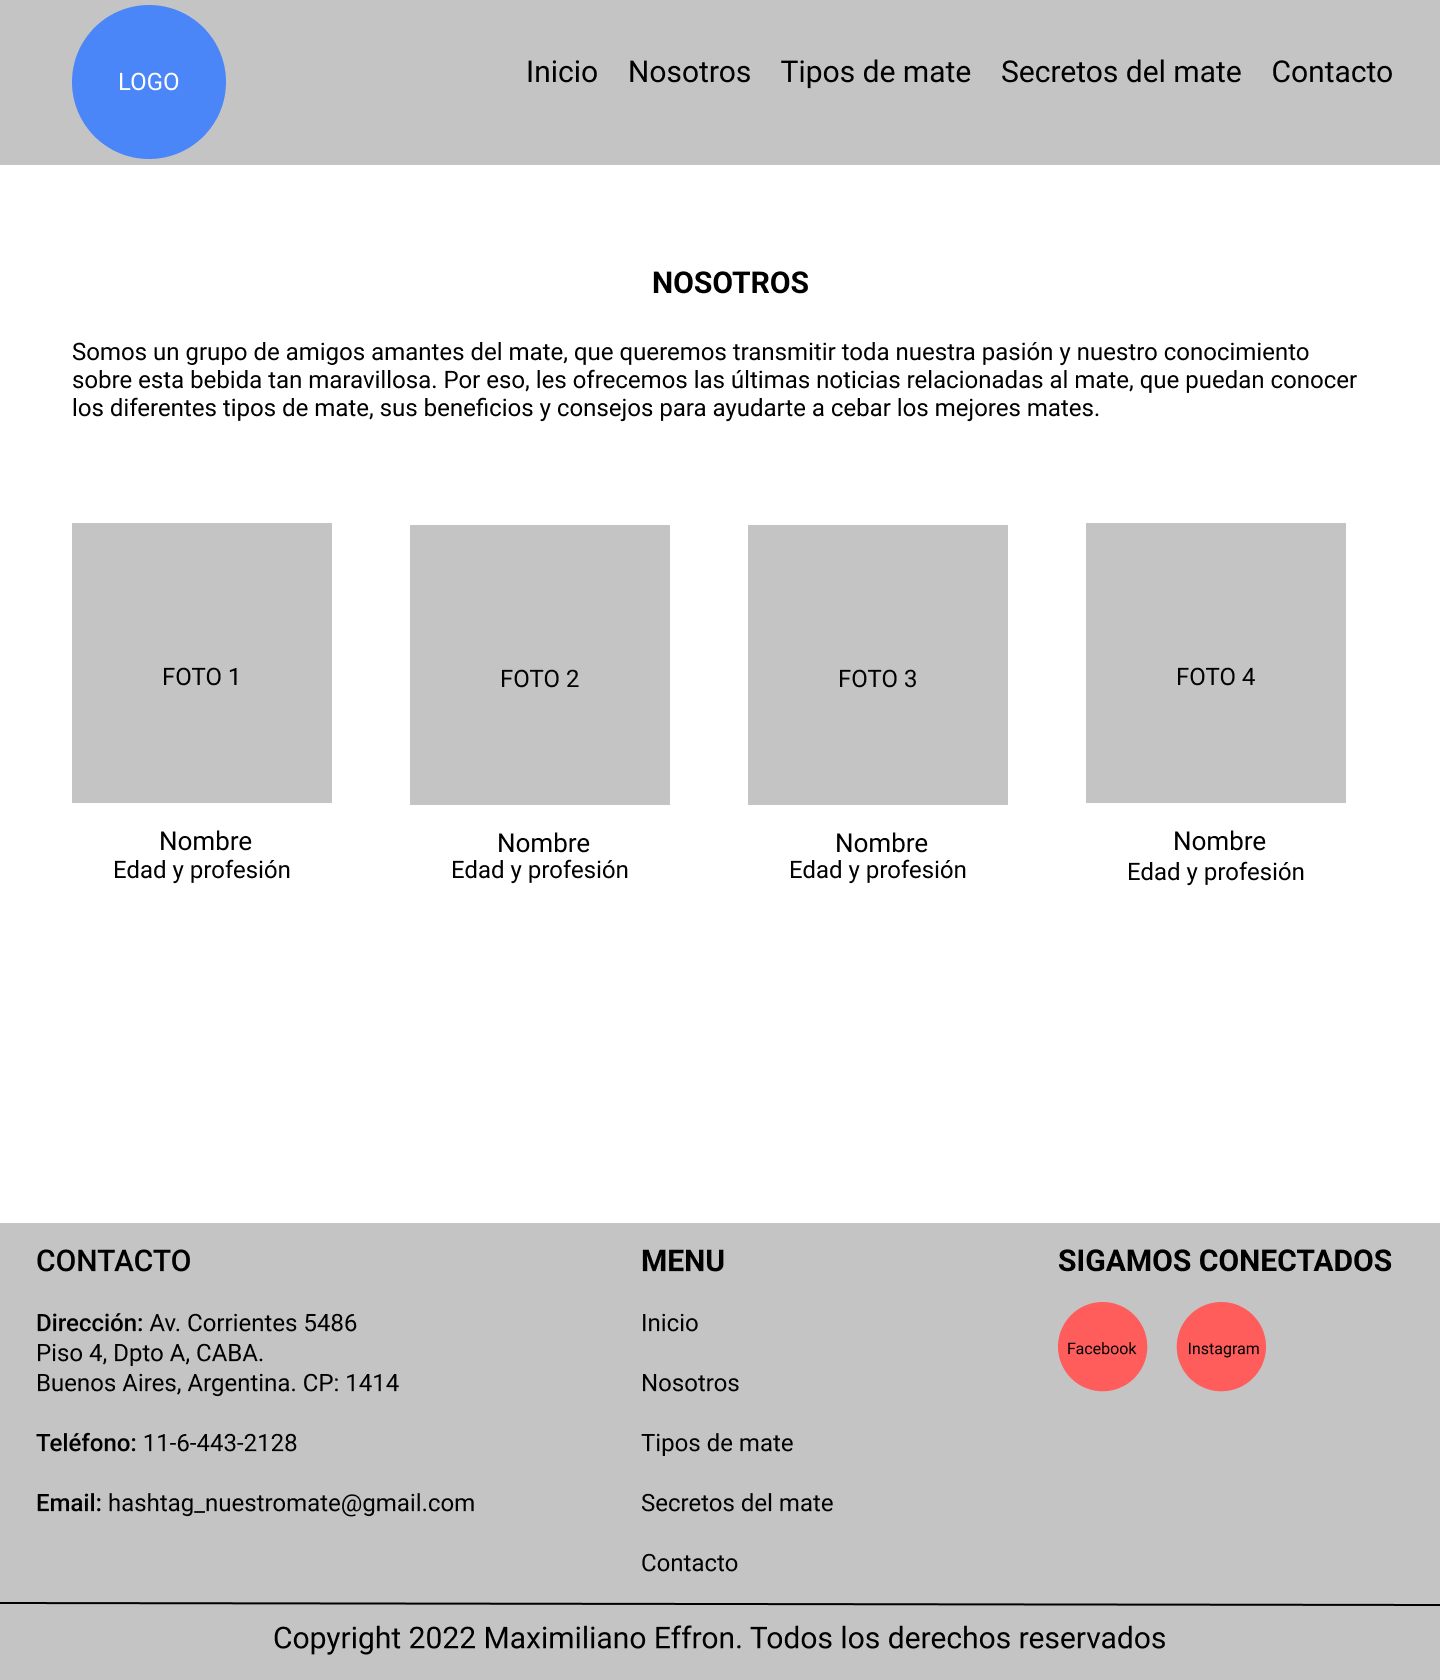 LOGO
Inicio Nosotros Tipos de mate Secretos del mate Contacto
NOSOTROS
Somos un grupo de amigos amantes del mate, que queremos transmitir toda nuestra pasión y nuestro conocimiento
sobre esta bebida tan maravillosa. Por eso, les ofrecemos las últimas noticias relacionadas al mate, que puedan conocer
los diferentes tipos de mate, sus beneficios y consejos para ayudarte a cebar los mejores mates.
FOTO 1
FOTO 2
FOTO 3
FOTO 4
Nombre
Edad y profesión
Nombre
Edad y profesión
Nombre
Edad y profesión
Nombre
Edad y profesión
CONTACTO
Dirección: Av. Corrientes 5486
Piso 4, Dpto A, CABA.
Buenos Aires, Argentina. CP: 1414
Teléfono: 11-6-443-2128
Email: hashtag_nuestromate@gmail.com
MENU
Inicio
Nosotros
Tipos de mate
Secretos del mate
Contacto
SIGAMOS CONECTADOS
Facebook
Instagram
Copyright 2022 Maximiliano Effron. Todos los derechos reservados